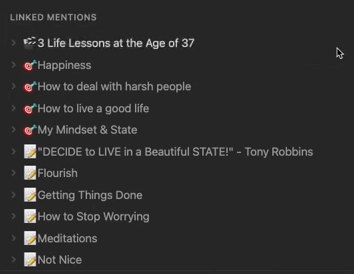 LINKED MENTIONS
3 Life Lessons at the Age of 37
Happiness
How to deal with harsh people
How to live a good life
My Mindset & State
"DECIDE to LIVE in a Beautiful STATE!" - Tony Robbins
Flourish
Getting Things Done
How to Stop Worrying
Meditations
Not Nice